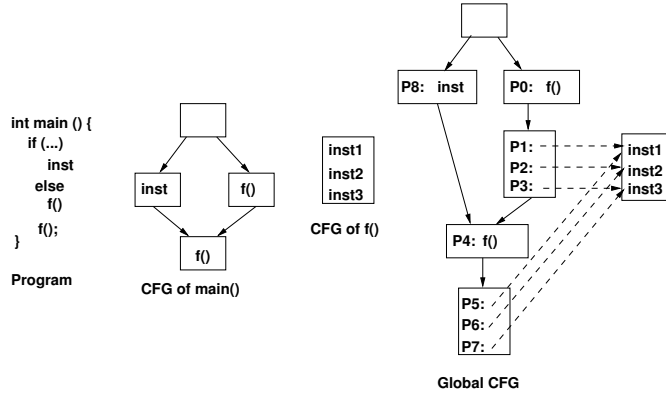 int main () {
if (...)
inst
else
f()
f();
}
Program
inst
f()
f()
CFG of main()
inst1
inst2
inst3
CFG of f()
P8: inst
P0: f()
P1:
P2:
P3:
inst1
inst2
inst3
P4: f()
P5:
P6:
P7:
Global CFG